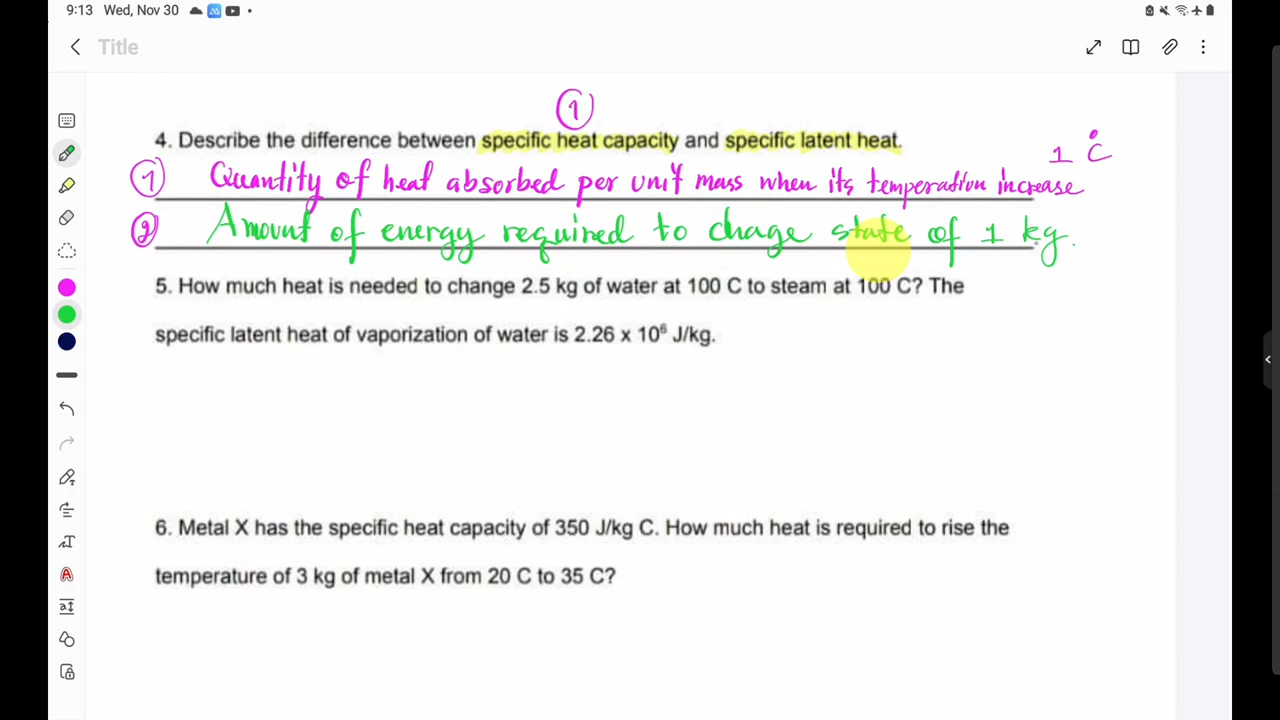 9:13 Wed, Nov 30
Title
①
4. Describe the difference between specific heat capacity and specific latent heat.
1 °C
① Quantity of heat absorbed per unit mass when its temperation increase
② Amount of energy required to chage state of 1 kg.
5. How much heat is needed to change 2.5 kg of water at 100 C to steam at 100 C? The
specific latent heat of vaporization of water is 2.26 x 10⁶ J/kg.
6. Metal X has the specific heat capacity of 350 J/kg C. How much heat is required to rise the
temperature of 3 kg of metal X from 20 C to 35 C?